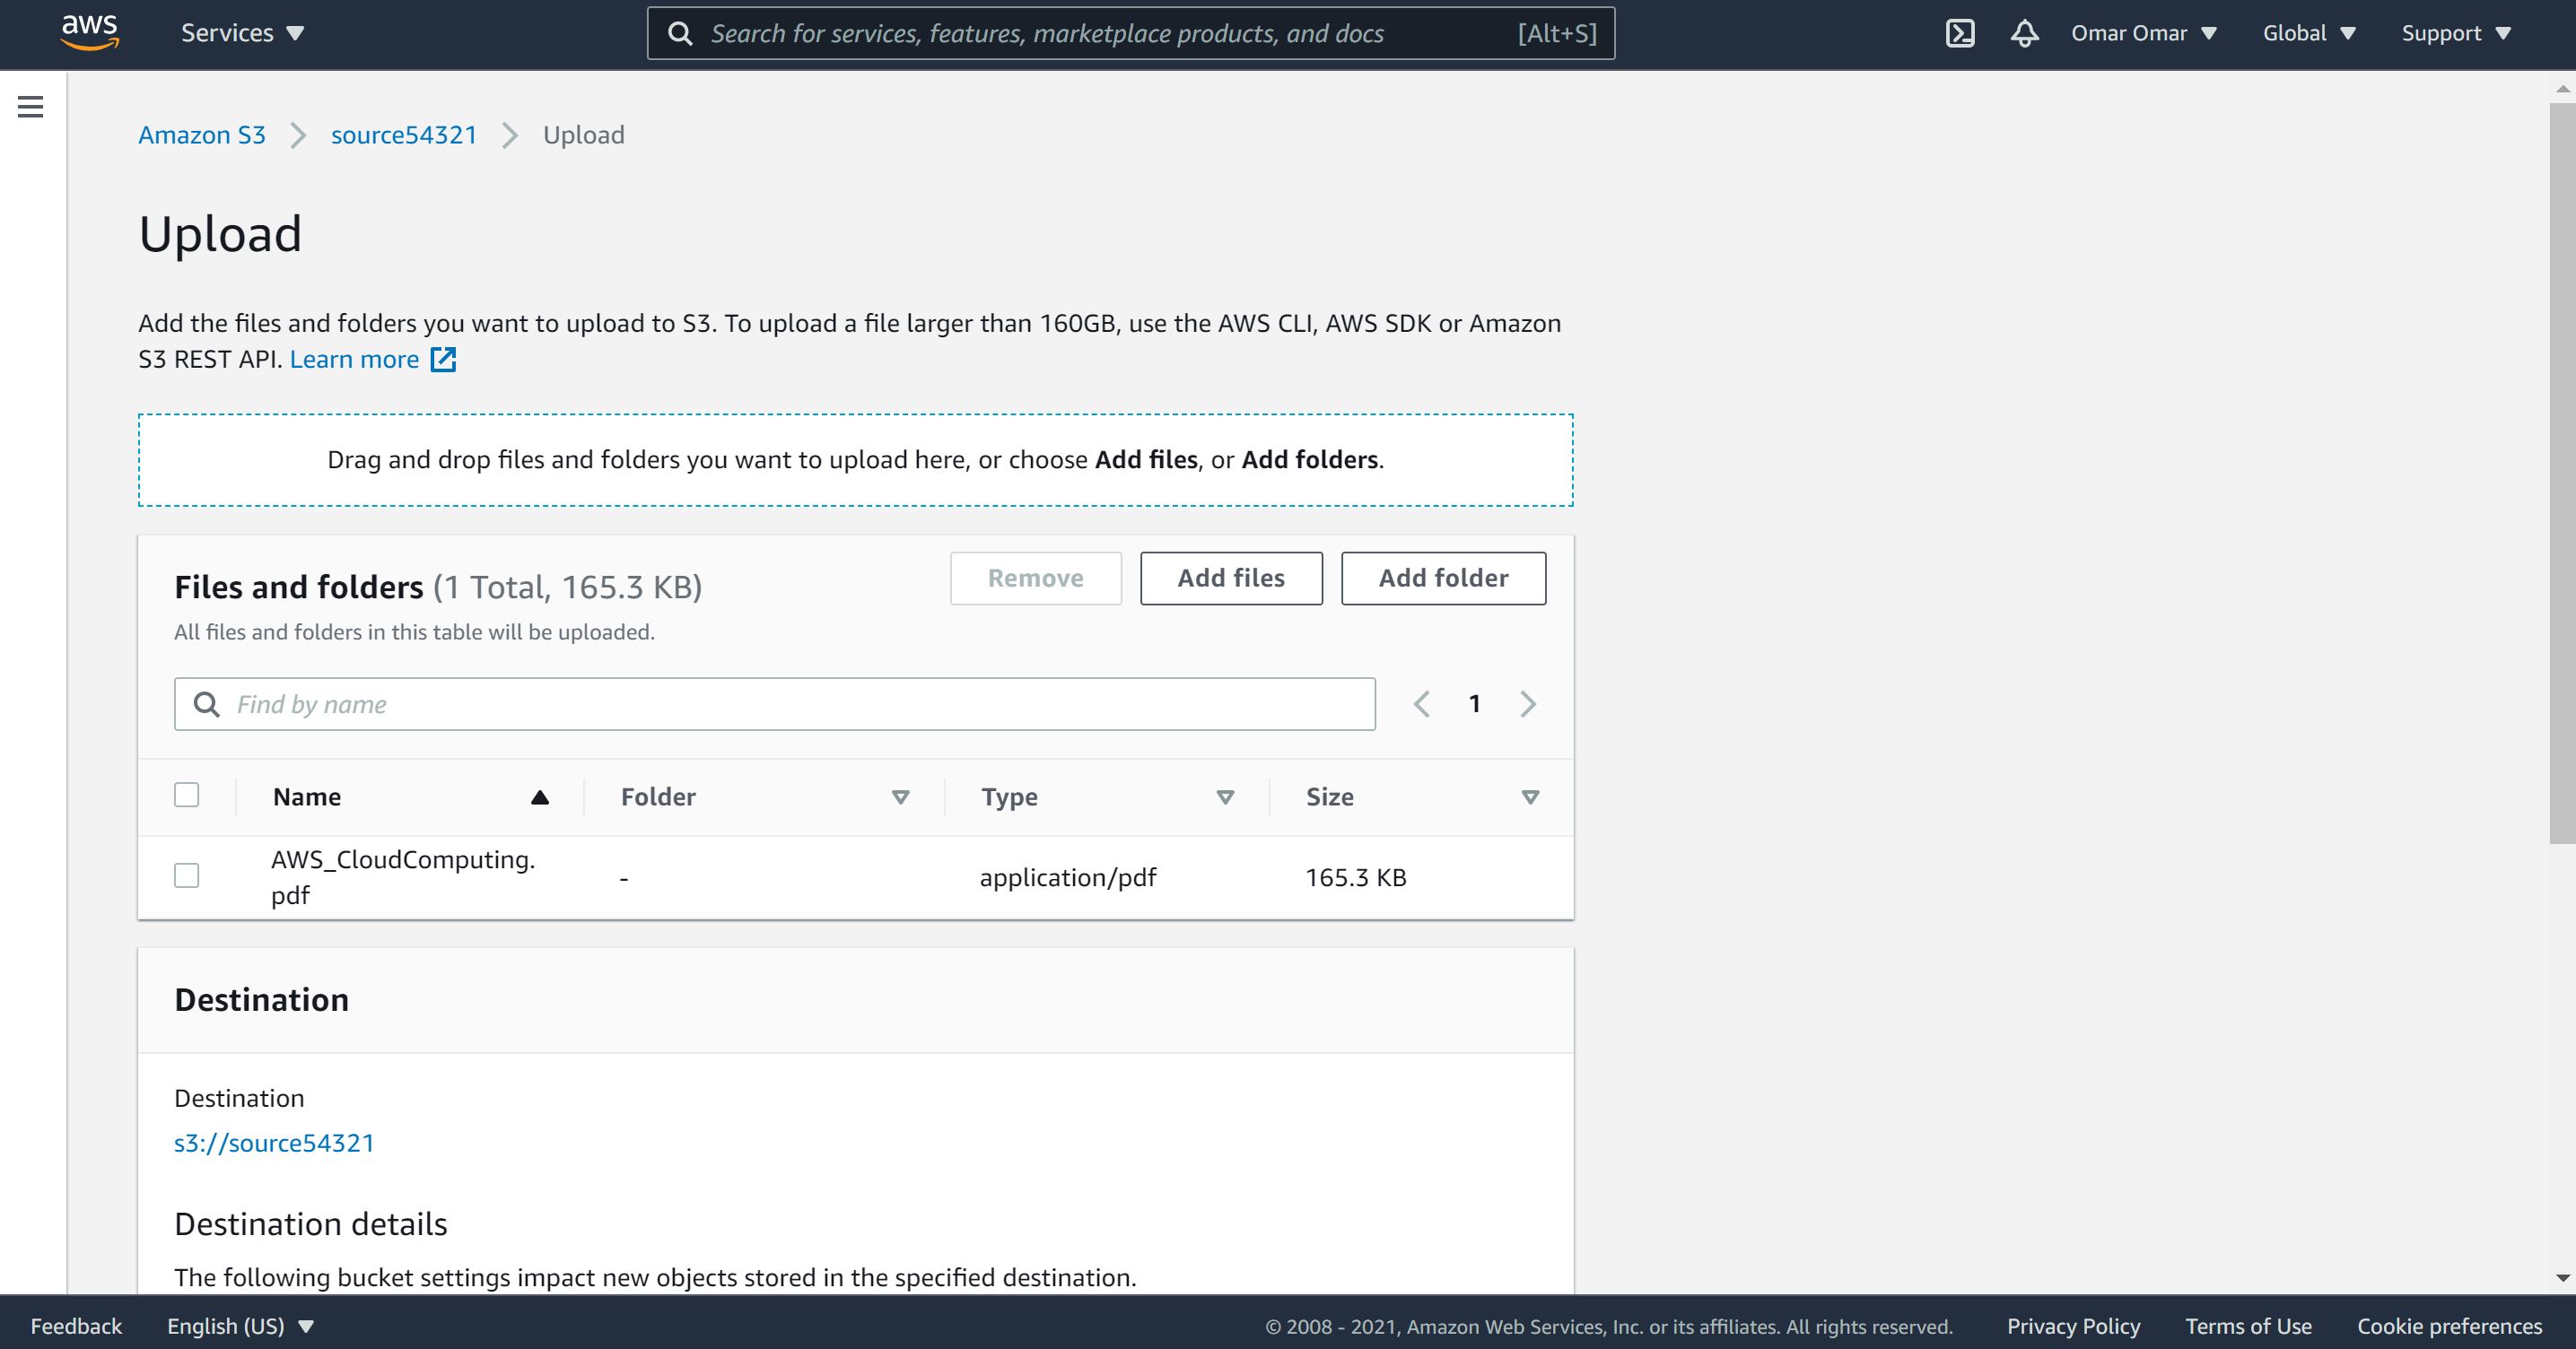 aws
Services
Search for services, features, marketplace products, and docs [Alt+S]
Omar Omar
Global
Support
Amazon S3 > source54321 > Upload
Upload
Add the files and folders you want to upload to S3. To upload a file larger than 160GB, use the AWS CLI, AWS SDK or Amazon
S3 REST API. Learn more
Drag and drop files and folders you want to upload here, or choose Add files, or Add folders.
Files and folders (1 Total, 165.3 KB)
Remove
Add files
Add folder
All files and folders in this table will be uploaded.
Find by name
1
Name Folder Type Size
AWS_CloudComputing.
pdf
- application/pdf 165.3 KB
Destination
Destination
s3://source54321
Destination details
The following bucket settings impact new objects stored in the specified destination.
Feedback
English (US)
© 2008 - 2021, Amazon Web Services, Inc. or its affiliates. All rights reserved.
Privacy Policy
Terms of Use
Cookie preferences